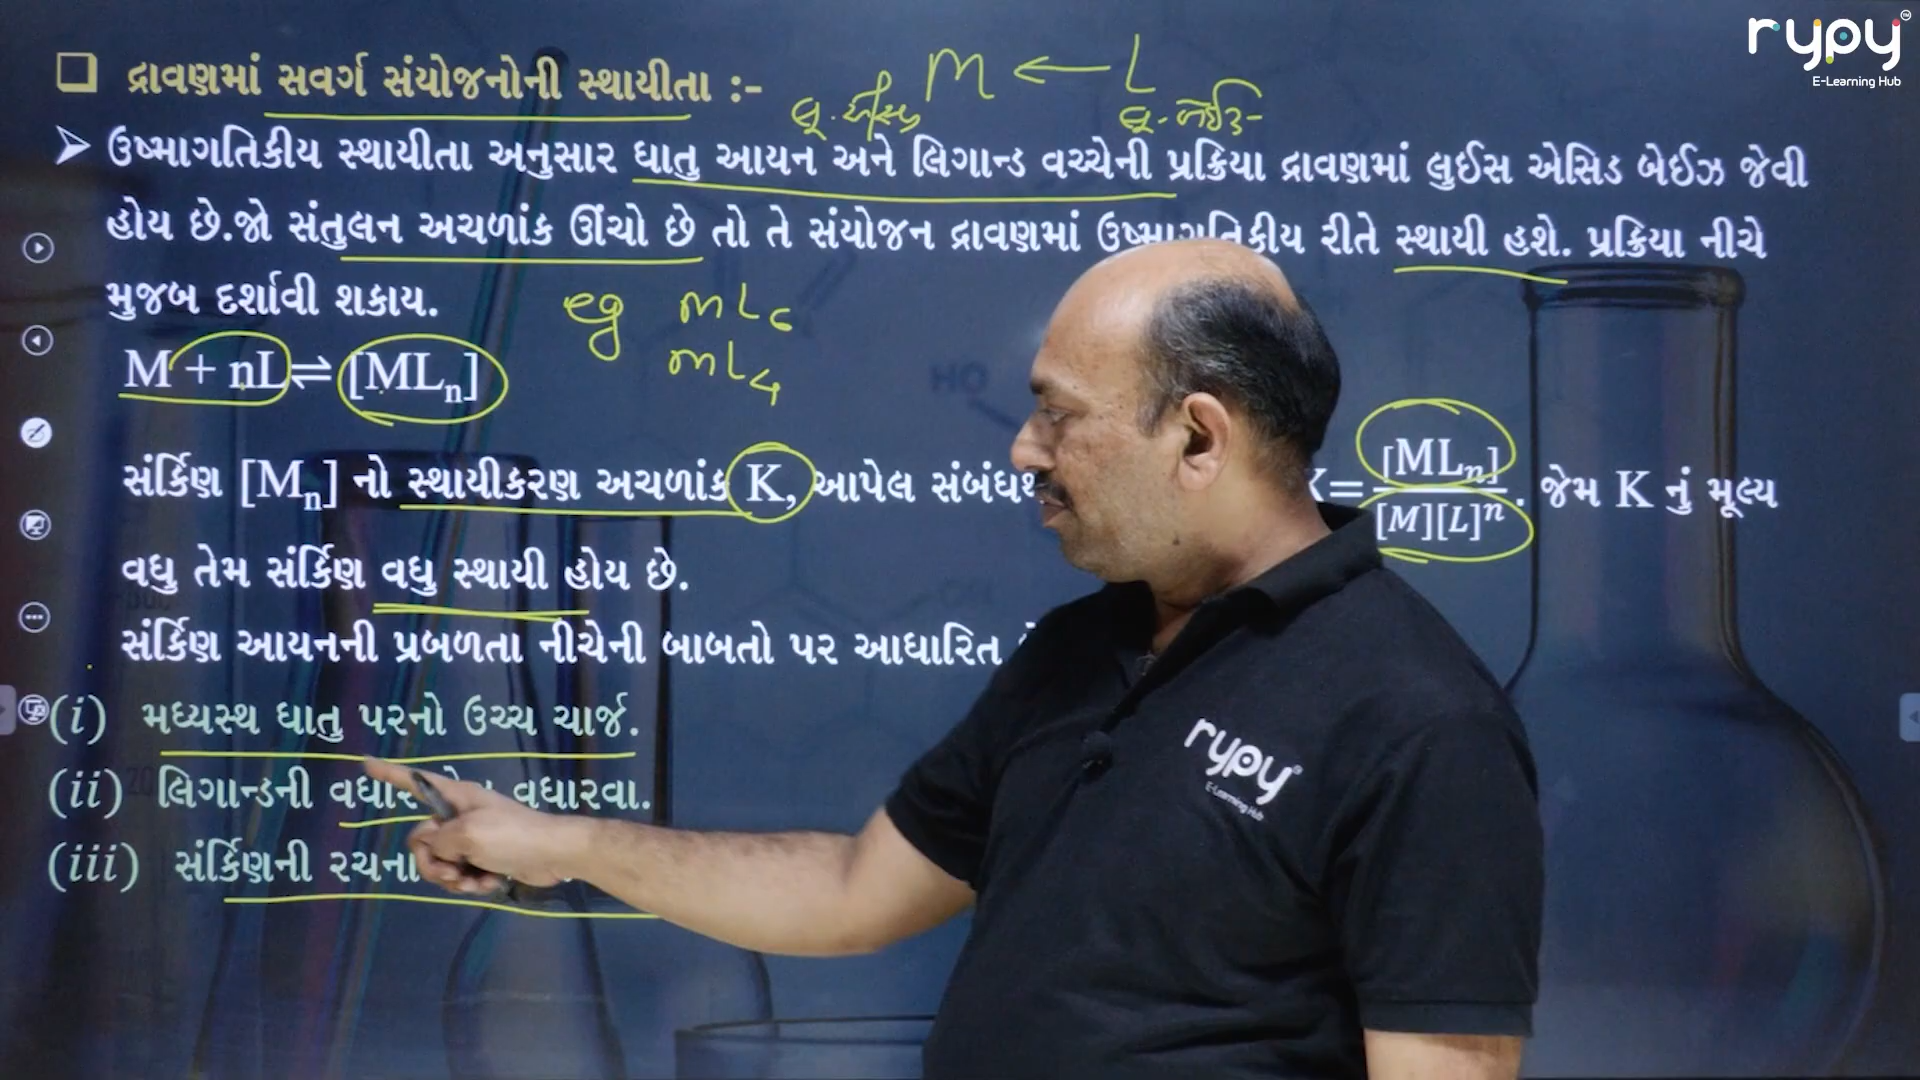 rypy
E-Learning Hub
દ્રાવણમાં સવર્ગ સંયોજનોની સ્થાયીતા :-
M ← L
ઉષ્માગતિકીય સ્થાયીતા અનુસાર ધાતુ આયન અને લિગાન્ડ વચ્ચેની પ્રક્રિયા દ્રાવણમાં લુઈસ એસિડ બેઈઝ જેવી
હોય છે.જો સંતુલન અચળાંક ઊંચો છે તો તે સંયોજન દ્રાવણમાં ઉષ્માગતિકીય રીતે સ્થાયી હશે. પ્રક્રિયા નીચે
મુજબ દર્શાવી શકાય.
eg mL6
mL4
M + nL ⇌ [MLn]
સંર્કિણ [Mn] નો સ્થાયીકરણ અચળાંક K, આપેલ = [MLn] / [M][L]^n . જેમ K નું મૂલ્ય
વધુ તેમ સંર્કિણ વધુ સ્થાયી હોય છે.
સંર્કિણ આયનની પ્રબળતા નીચેની બાબતો પર આધારિત
(i) મધ્યસ્થ ધાતુ પરનો ઉચ્ચ ચાર્જ.
(ii) લિગાન્ડની વધારવા.
(iii) સંર્કિણની રચના
rypy
E-Learning Hub